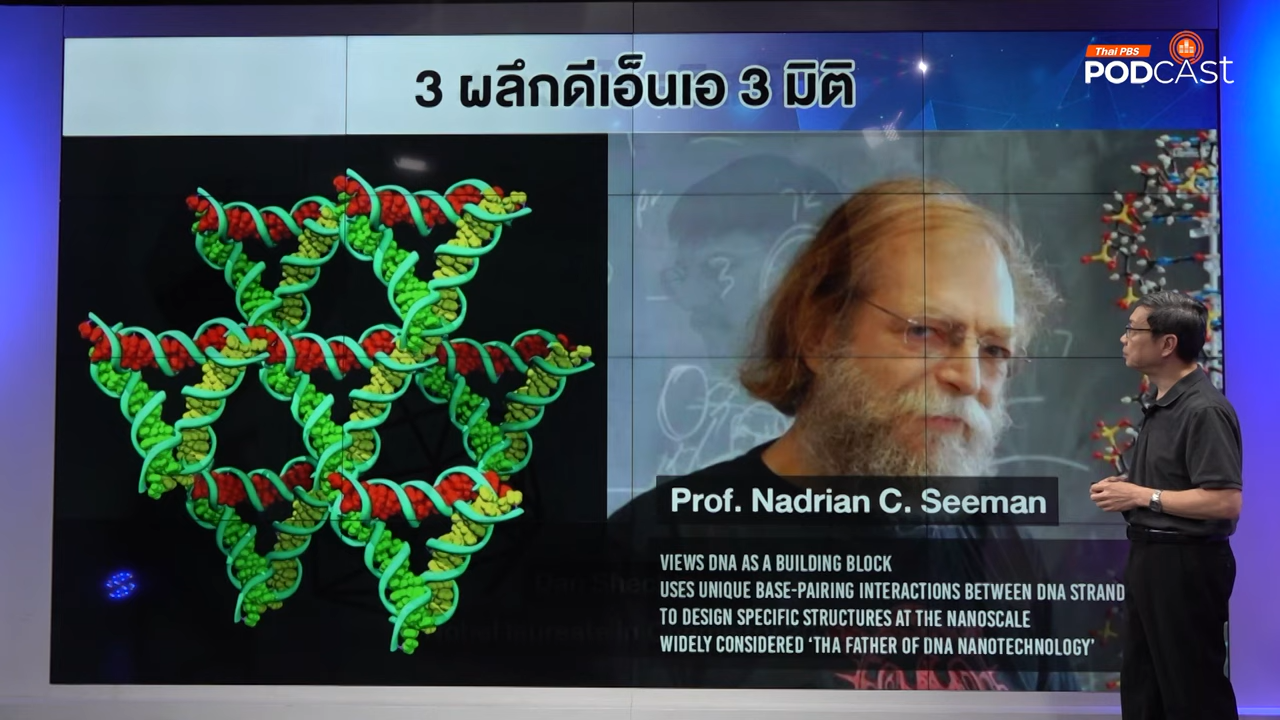 Thai PBS
PODCAst
3 ผลึกดีเอ็นเอ 3 มิติ
Prof. Nadrian C. Seeman
VIEWS DNA AS A BUILDING BLOCK
USES UNIQUE BASE-PAIRING INTERACTIONS BETWEEN DNA STRAND
TO DESIGN SPECIFIC STRUCTURES AT THE NANOSCALE
WIDELY CONSIDERED ‘THA FATHER OF DNA NANOTECHNOLOGY’